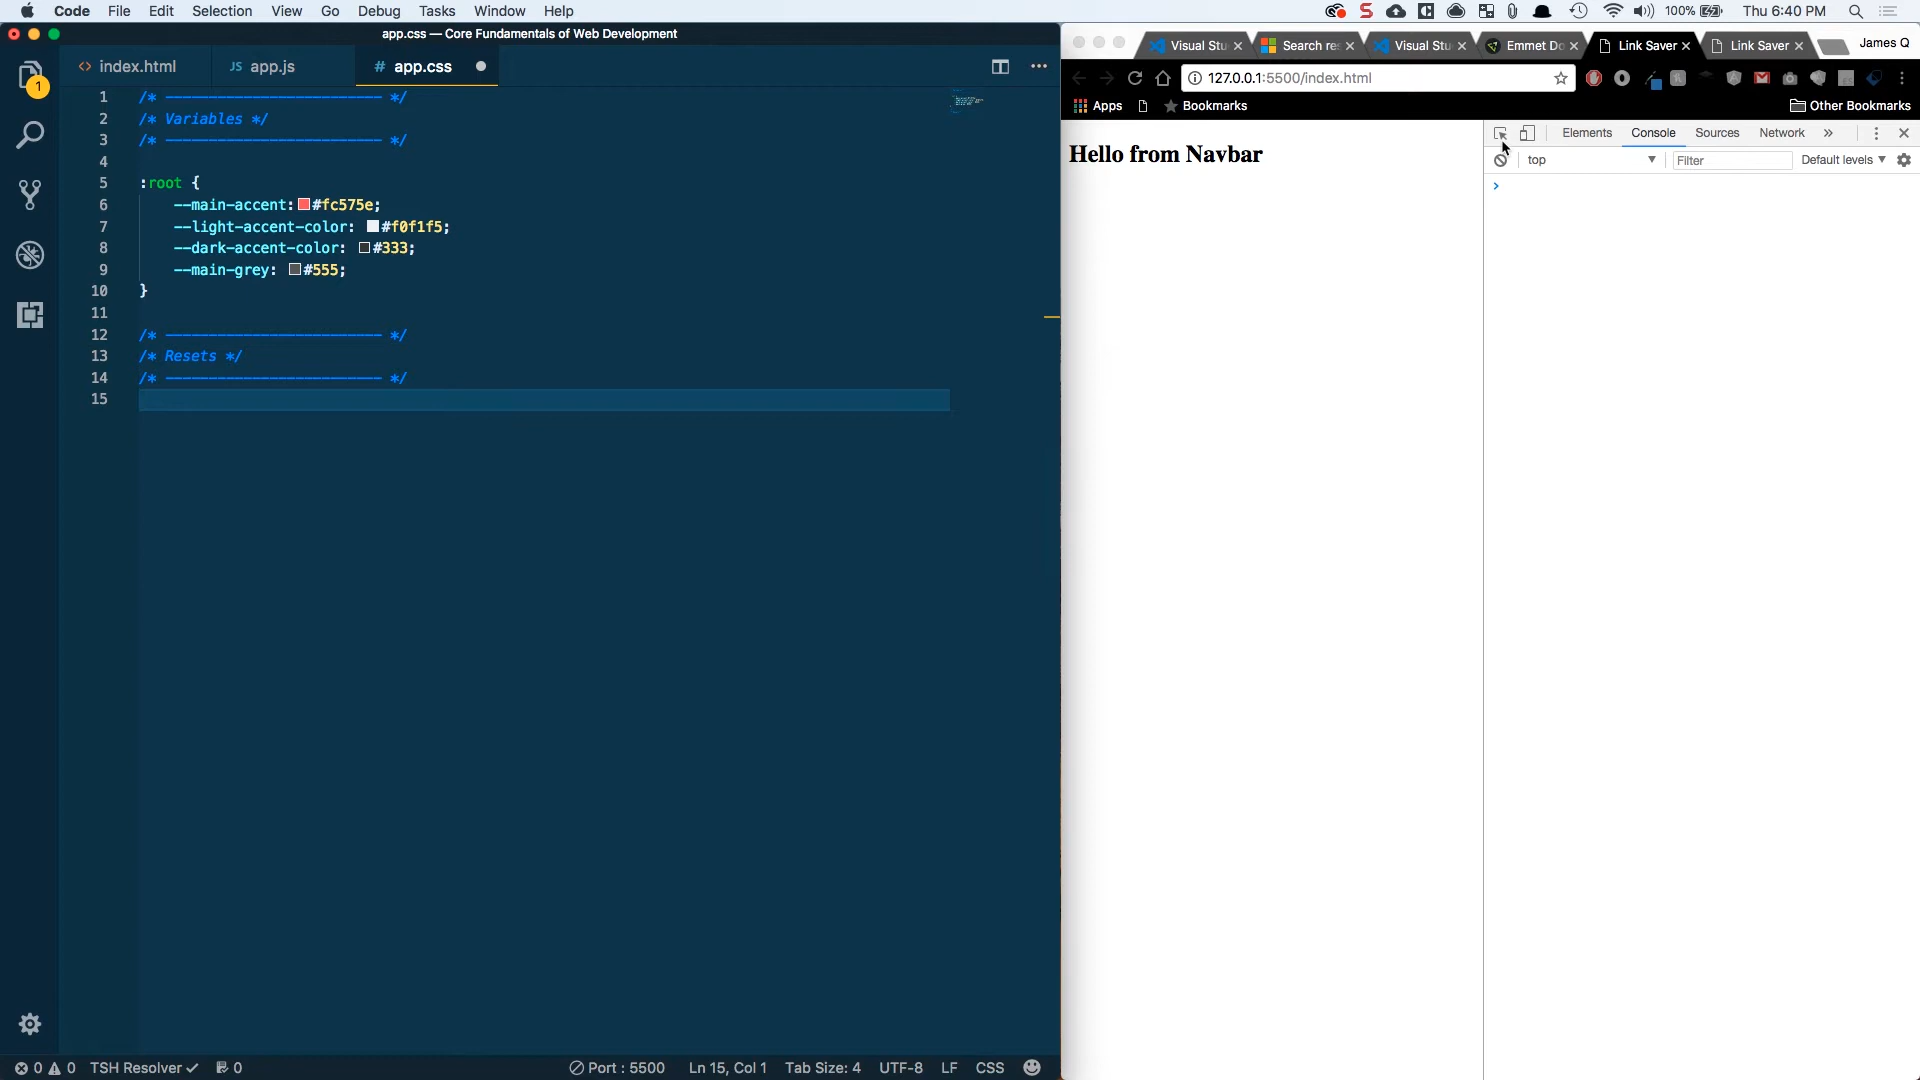 Code File Edit Selection View Go Debug Tasks Window Help
100% Thu 6:40 PM
app.css — Core Fundamentals of Web Development
1
<> index.html
JS app.js
# app.css
1 /* ------------------------- */
2 /* Variables */
3 /* ------------------------- */
4
5 :root {
6 --main-accent: #fc575e;
7 --light-accent-color: #f0f1f5;
8 --dark-accent-color: #333;
9 --main-grey: #555;
10 }
11
12 /* ------------------------- */
13 /* Resets */
14 /* ------------------------- */
15
0 0 TSH Resolver 0
Port : 5500 Ln 15, Col 1 Tab Size: 4 UTF-8 LF CSS
Visual Stu Search re Visual Stu Emmet Do Link Saver Link Saver James Q
127.0.0.1:5500/index.html
Apps Bookmarks Other Bookmarks
Hello from Navbar
Elements Console Sources Network »
top Filter Default levels
>